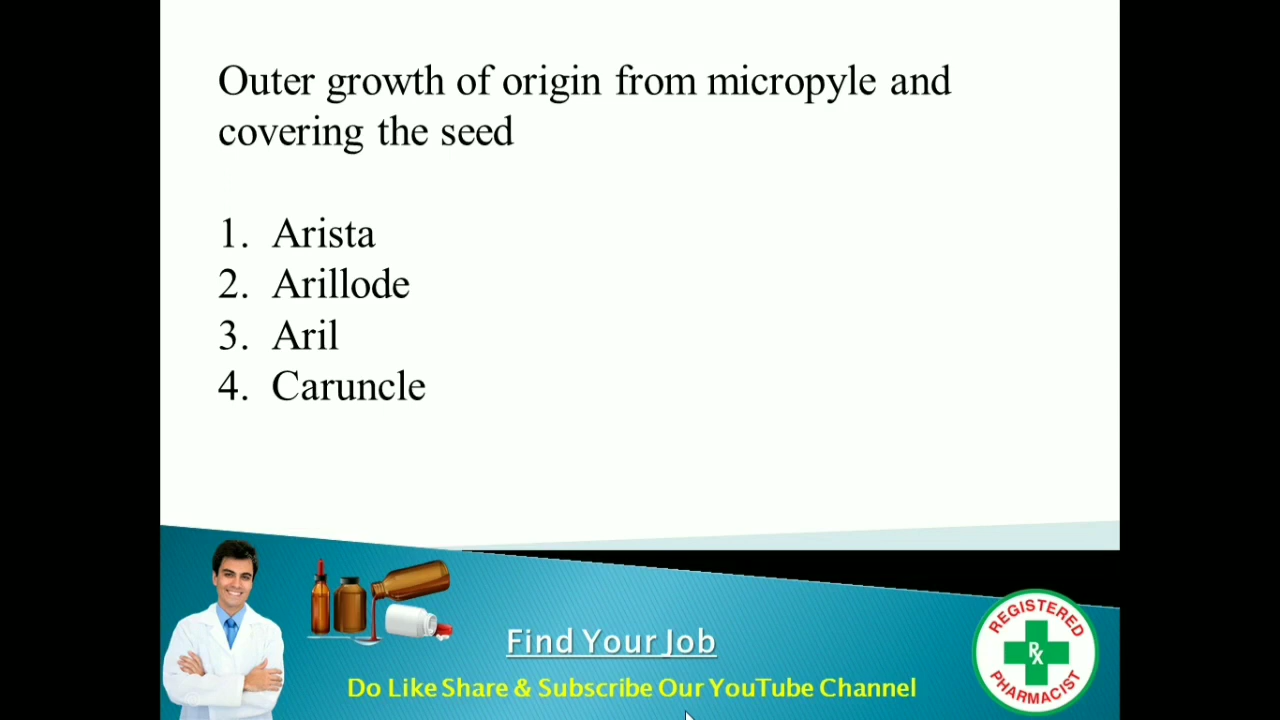 Outer growth of origin from micropyle and
covering the seed
1. Arista
2. Arillode
3. Aril
4. Caruncle
Find Your Job
Do Like Share & Subscribe Our YouTube Channel
REGISTERED
Rx
PHARMACIST